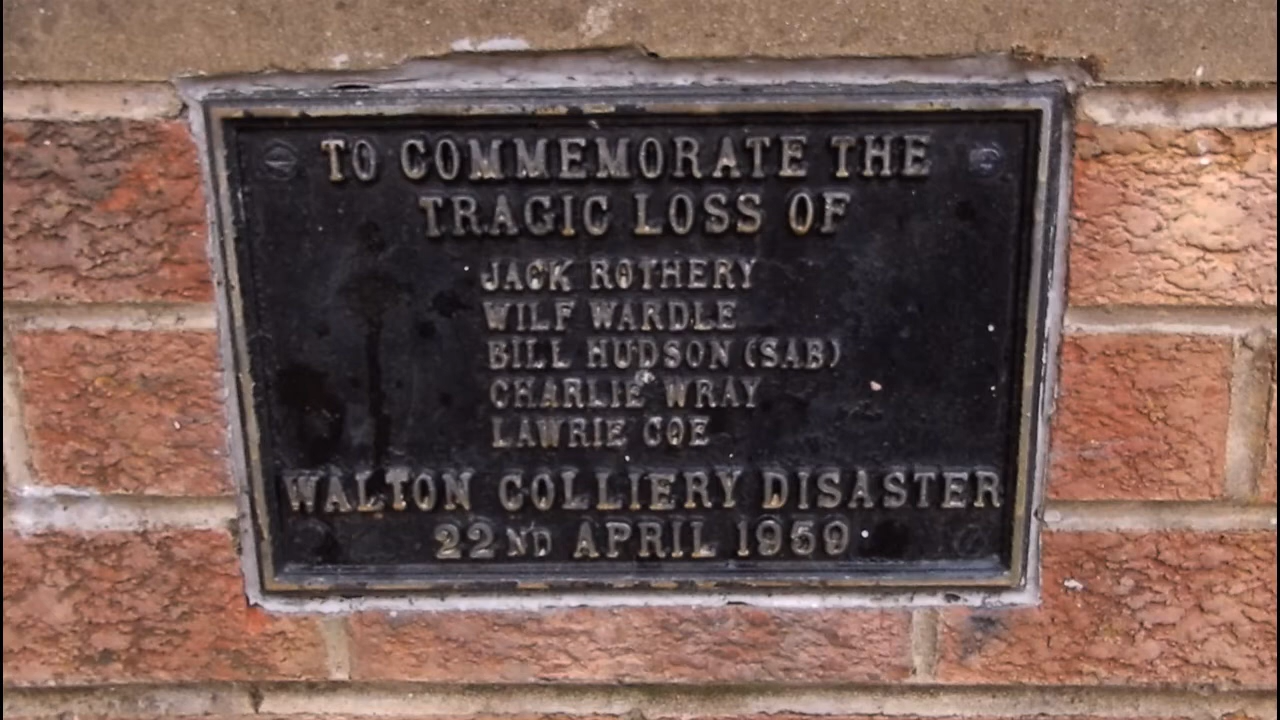 TO COMMEMORATE THE
TRAGIC LOSS OF
JACK ROTHERY
WILF WARDLE
BILL HUDSON (SAB)
CHARLIE WRAY
LAWRIE COE
WALTON COLLIERY DISASTER
22ND APRIL 1959